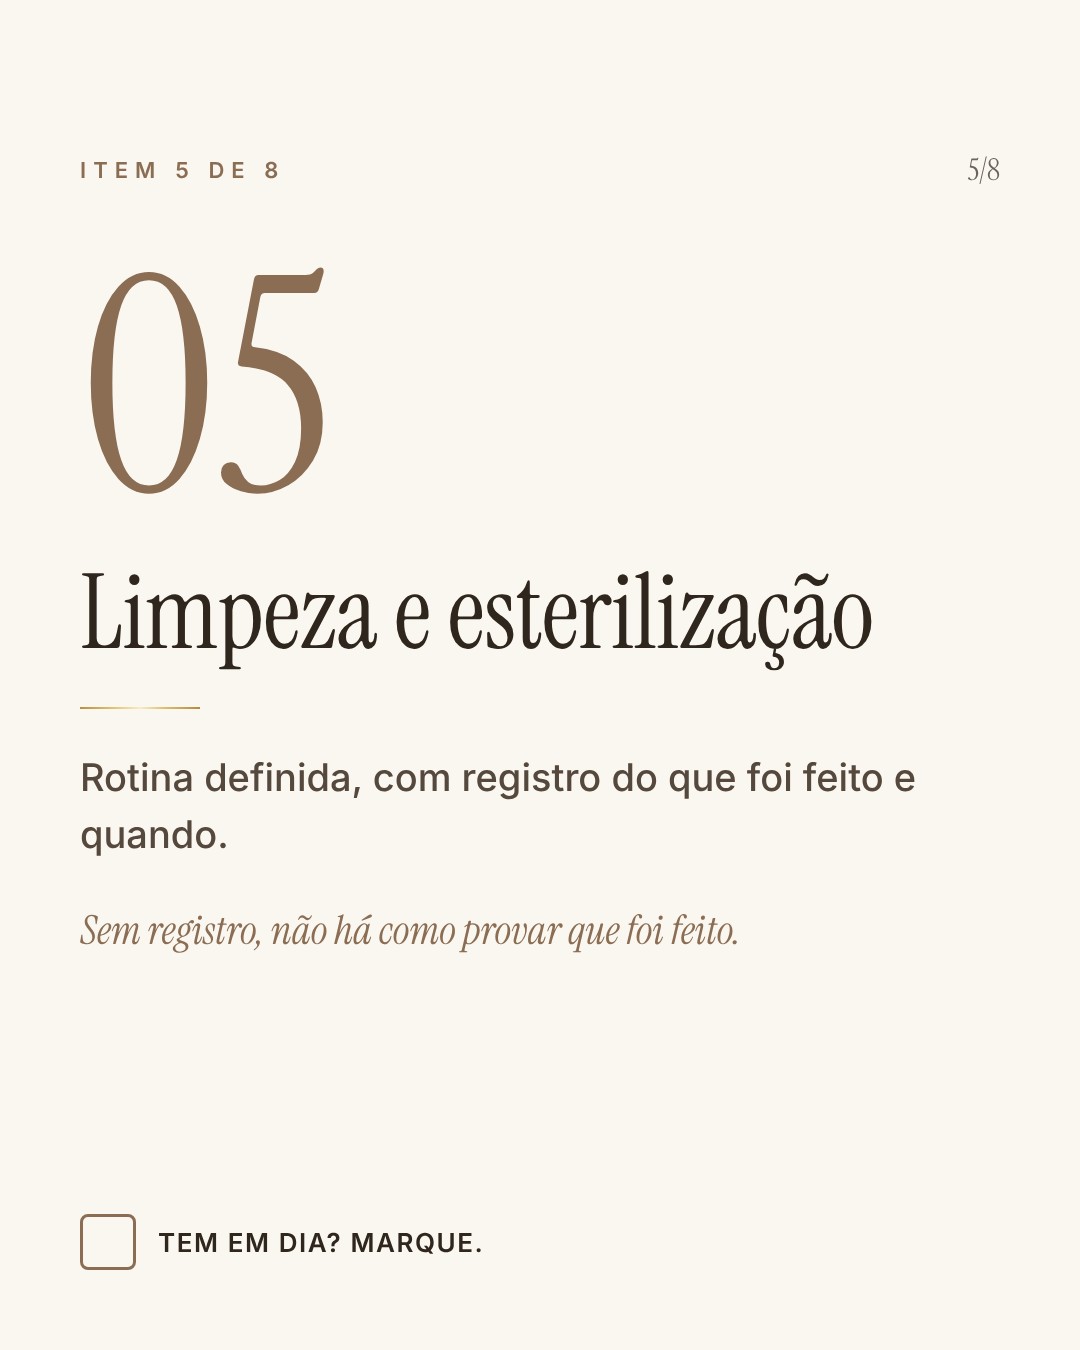 ITEM 5 DE 8
5/8
05
Limpeza e esterilização
Rotina definida, com registro do que foi feito e
quando.
Sem registro, não há como provar que foi feito.
TEM EM DIA? MARQUE.